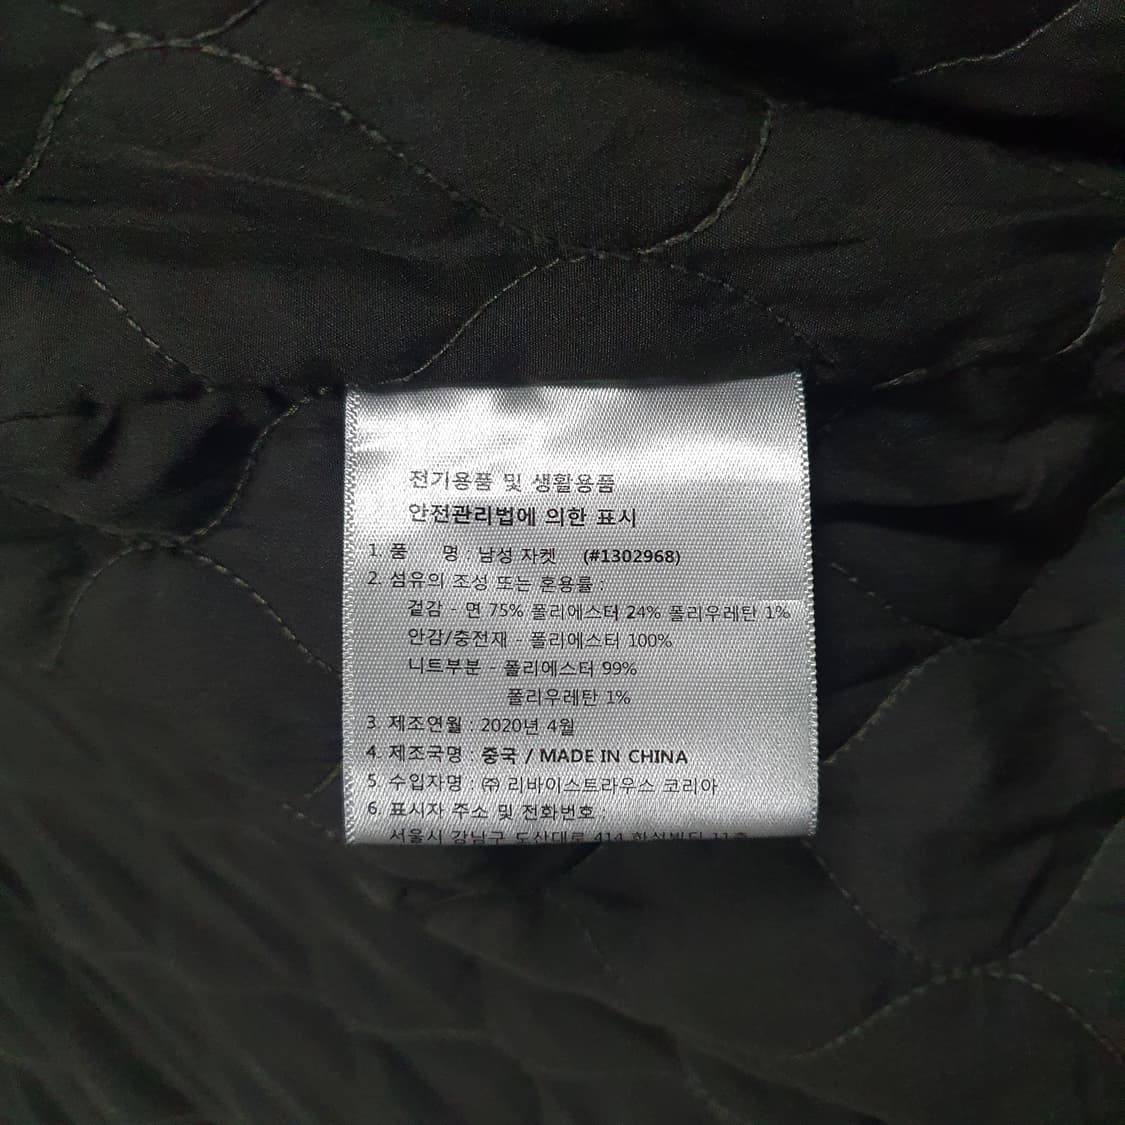 전기용품 및 생활용품
안전관리법에 의한 표시
1. 품 명 : 남성 자켓 (#1302968)
2. 섬유의 조성 또는 혼용률 :
겉감 - 면 75% 폴리에스터 24% 폴리우레탄 1%
안감/충전재 - 폴리에스터 100%
니트부분 - 폴리에스터 99%
폴리우레탄 1%
3. 제조연월 : 2020년 4월
4. 제조국명 : 중국 / MADE IN CHINA
5. 수입자명 : ㈜ 리바이스트라우스 코리아
6. 표시자 주소 및 전화번호 :
서울시 강남구 도산대로 414